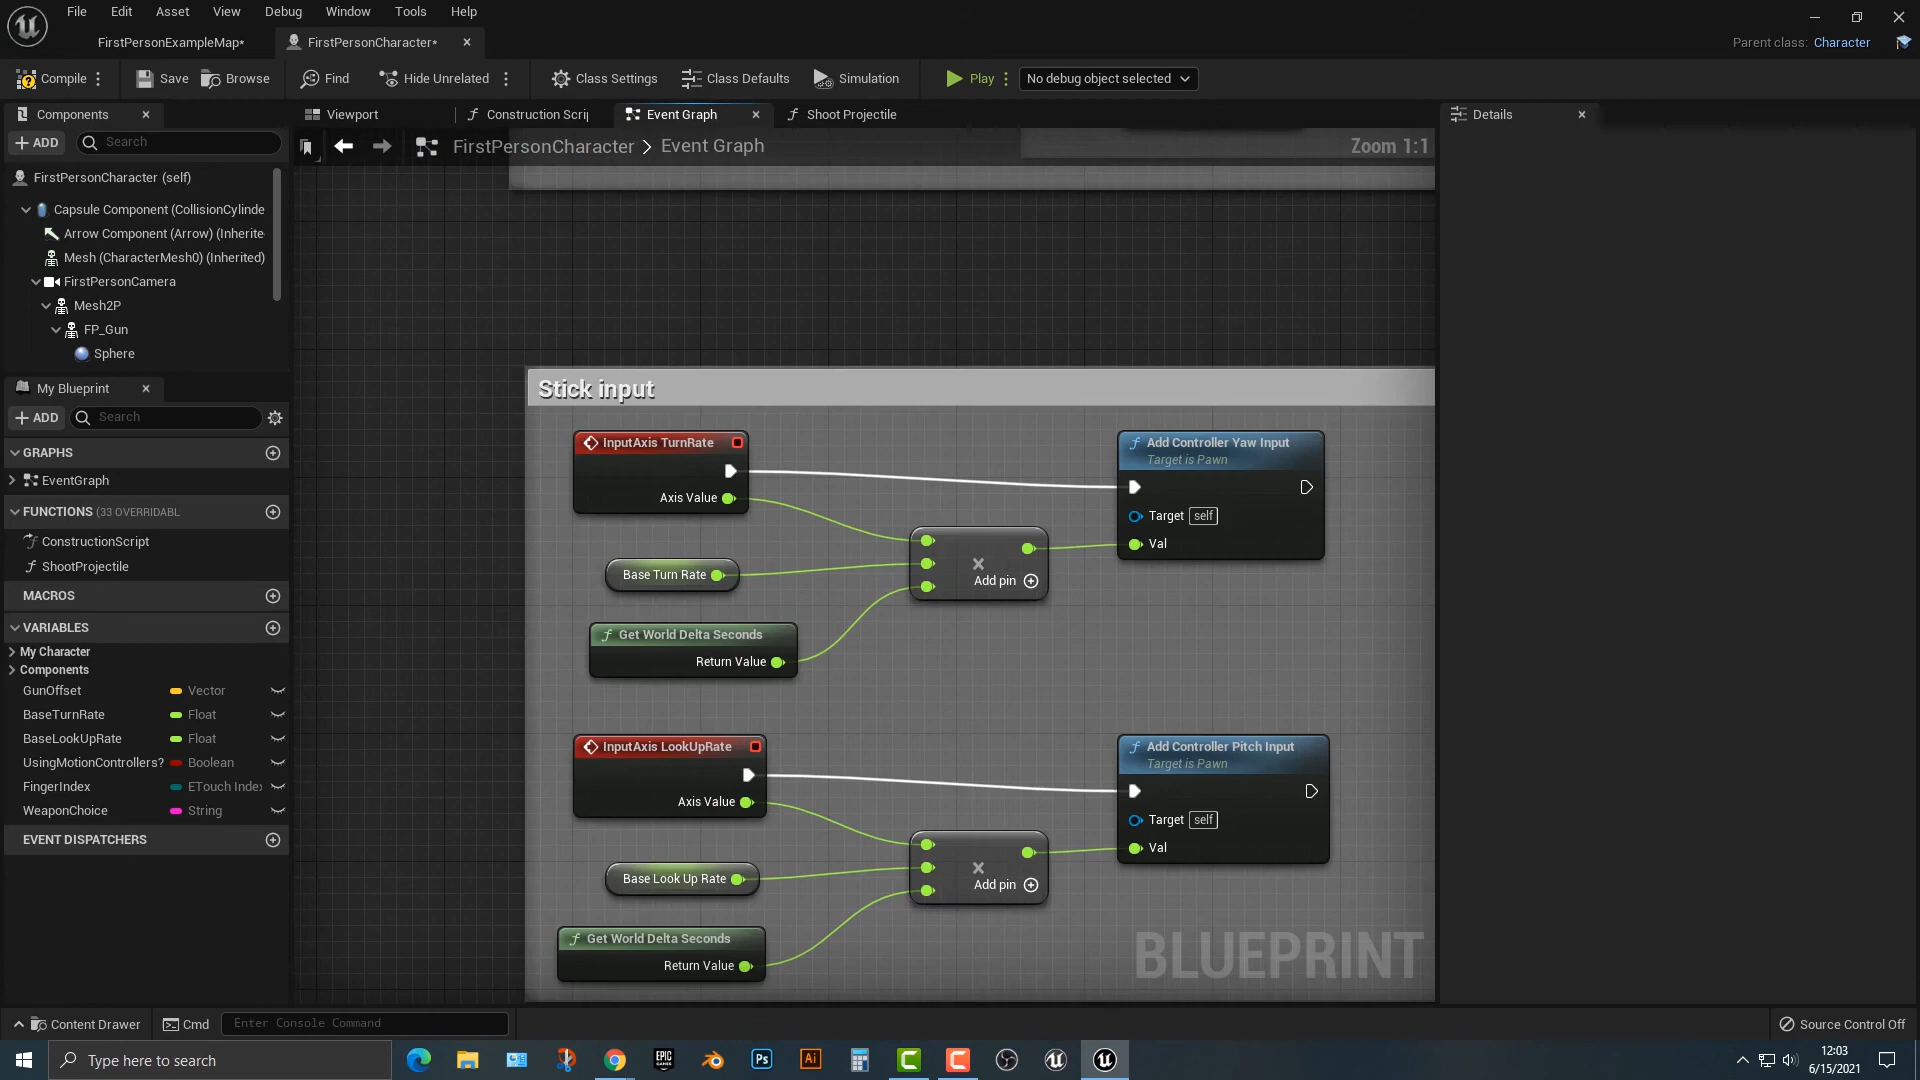 File Edit Asset View Debug Window Tools Help
FirstPersonExampleMap*
FirstPersonCharacter*
Parent class: Character
Compile
Save
Browse
Find
Hide Unrelated
Class Settings
Class Defaults
Simulation
Play
No debug object selected
Components
Viewport
Construction Scrip
Event Graph
Shoot Projectile
Details
ADD
Search
FirstPersonCharacter > Event Graph
Zoom 1:1
FirstPersonCharacter (self)
Capsule Component (CollisionCylinde
Arrow Component (Arrow) (Inherite
Mesh (CharacterMesh0) (Inherited)
FirstPersonCamera
Mesh2P
FP_Gun
Sphere
My Blueprint
ADD
Search
GRAPHS
EventGraph
FUNCTIONS (33 OVERRIDABL
ConstructionScript
ShootProjectile
MACROS
VARIABLES
My Character
Components
GunOffset Vector
BaseTurnRate Float
BaseLookUpRate Float
UsingMotionControllers? Boolean
FingerIndex ETouch Index
WeaponChoice String
EVENT DISPATCHERS
Stick input
InputAxis TurnRate
Axis Value
Base Turn Rate
Get World Delta Seconds
Return Value
Add pin
Add Controller Yaw Input
Target is Pawn
Target self
Val
InputAxis LookUpRate
Axis Value
Base Look Up Rate
Get World Delta Seconds
Return Value
Add pin
Add Controller Pitch Input
Target is Pawn
Target self
Val
BLUEPRINT
Content Drawer
Cmd
Enter Console Command
Source Control Off
Type here to search
EPIC GAMES
Ps
Ai
12:03
6/15/2021